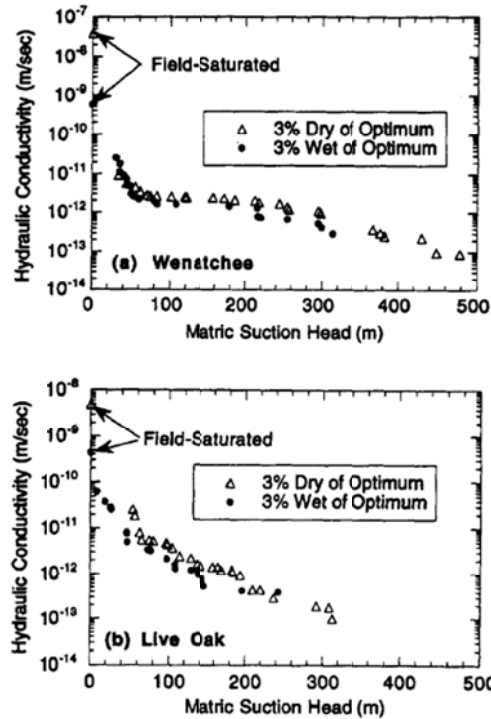 10-7
10-8
10-9
10-10
10-11
10-12
10-13
10-14
Hydraulic Conductivity (m/sec)
Field-Saturated
△ 3% Dry of Optimum
• 3% Wet of Optimum
(a) Wenatchee
0 100 200 300 400 500
Matric Suction Head (m)
10-8
10-9
10-10
10-11
10-12
10-13
10-14
Hydraulic Conductivity (m/sec)
Field-Saturated
△ 3% Dry of Optimum
• 3% Wet of Optimum
(b) Live Oak
0 100 200 300 400 500
Matric Suction Head (m)